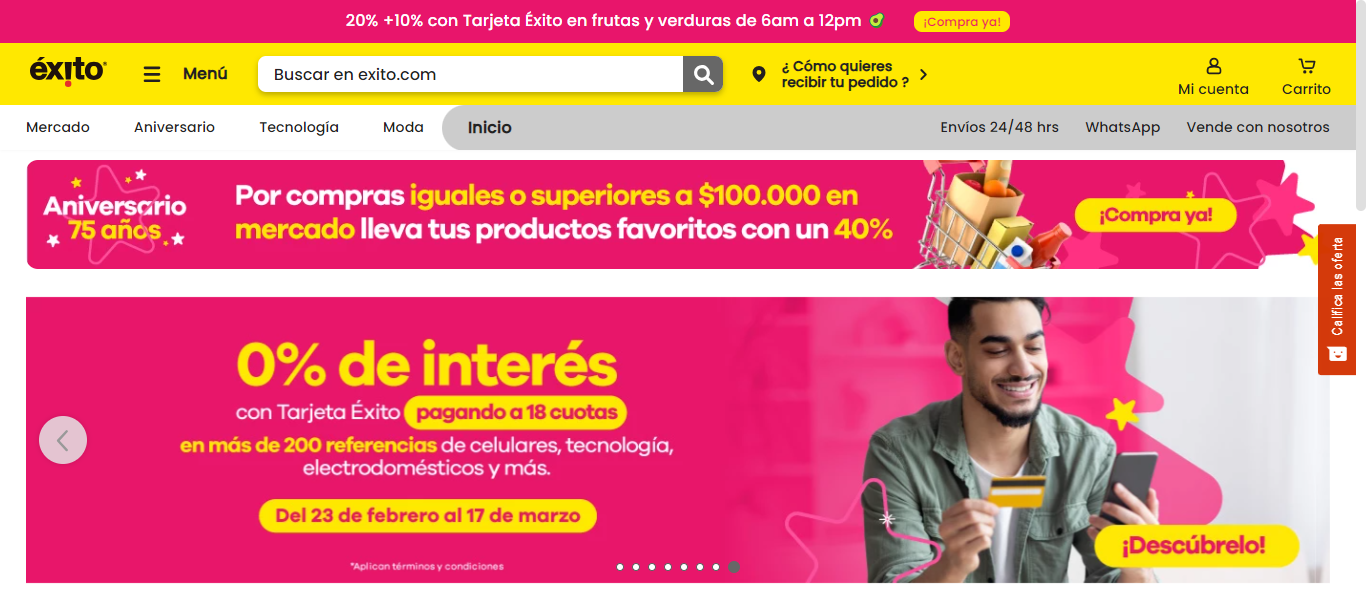 20% +10% con Tarjeta Éxito en frutas y verduras de 6am a 12pm
¡Compra ya!
éxito
Menú
Buscar en exito.com
¿ Cómo quieres
recibir tu pedido ?
Mi cuenta
Carrito
Mercado
Aniversario
Tecnología
Moda
Inicio
Envíos 24/48 hrs
WhatsApp
Vende con nosotros
Aniversario
75 años
Por compras iguales o superiores a $100.000 en
mercado lleva tus productos favoritos con un 40%
¡Compra ya!
Califica las oferta
0% de interés
con Tarjeta Éxito pagando a 18 cuotas
en más de 200 referencias de celulares, tecnología,
electrodomésticos y más.
Del 23 de febrero al 17 de marzo
*Aplican términos y condiciones
¡Descúbrelo!